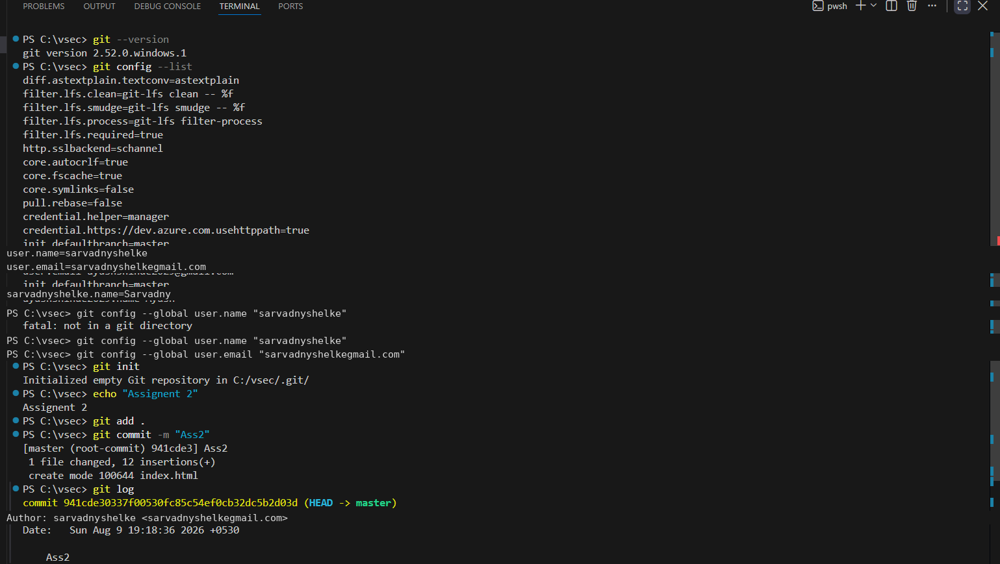 PROBLEMS OUTPUT DEBUG CONSOLE TERMINAL PORTS pwsh
PS C:\vsec> git --version
git version 2.52.0.windows.1
PS C:\vsec> git config --list
diff.astextplain.textconv=astextplain
filter.lfs.clean=git-lfs clean -- %f
filter.lfs.smudge=git-lfs smudge -- %f
filter.lfs.process=git-lfs filter-process
filter.lfs.required=true
http.sslbackend=schannel
core.autocrlf=true
core.fscache=true
core.symlinks=false
pull.rebase=false
credential.helper=manager
credential.https://dev.azure.com.usehttppath=true
init.defaultbranch=master
user.name=sarvadnyshelke
user.email=sarvadnyshelkegmail.com
init.defaultbranch=master
sarvadnyshelke.name=Sarvadny
PS C:\vsec> git config --global user.name "sarvadnyshelke"
fatal: not in a git directory
PS C:\vsec> git config --global user.name "sarvadnyshelke"
PS C:\vsec> git config --global user.email "sarvadnyshelkegmail.com"
PS C:\vsec> git init
Initialized empty Git repository in C:/vsec/.git/
PS C:\vsec> echo "Assignent 2"
Assignent 2
PS C:\vsec> git add .
PS C:\vsec> git commit -m "Ass2"
[master (root-commit) 941cde3] Ass2
1 file changed, 12 insertions(+)
create mode 100644 index.html
PS C:\vsec> git log
commit 941cde30337f00530fc85c54ef0cb32dc5b2d03d (HEAD -> master)
Author: sarvadnyshelke <sarvadnyshelkegmail.com>
Date: Sun Aug 9 19:18:36 2026 +0530
Ass2